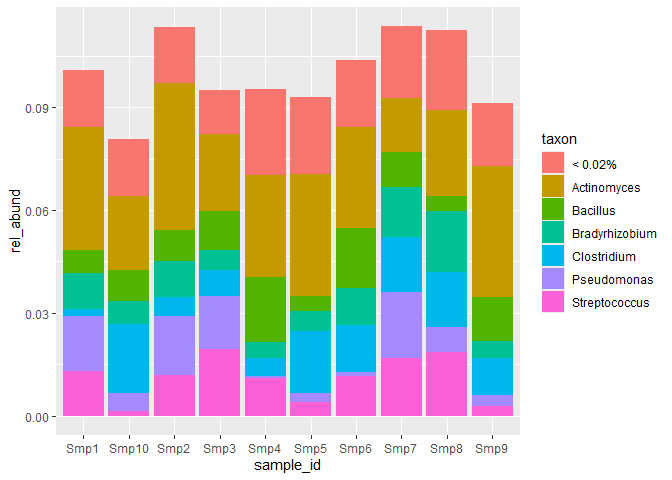 rel_abund
0.09
0.06
0.03
0.00
Smp1 Smp10 Smp2 Smp3 Smp4 Smp5 Smp6 Smp7 Smp8 Smp9
sample_id
taxon
< 0.02%
Actinomyces
Bacillus
Bradyrhizobium
Clostridium
Pseudomonas
Streptococcus